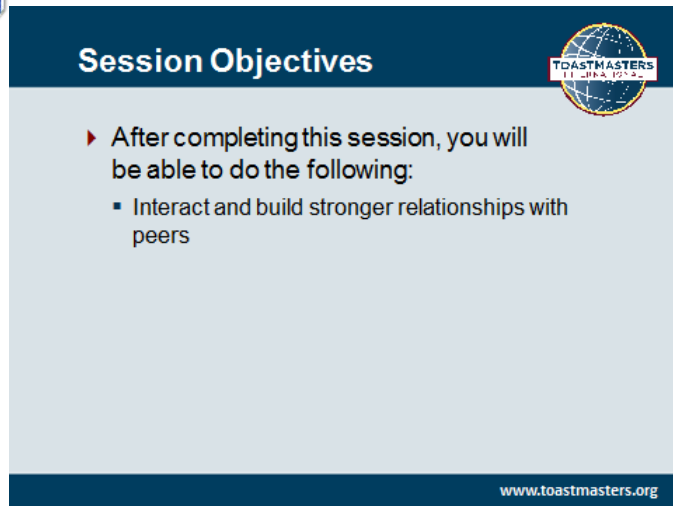 Session Objectives
TOASTMASTERS
INTERNATIONAL
After completing this session, you will
be able to do the following:
Interact and build stronger relationships with
peers
www.toastmasters.org